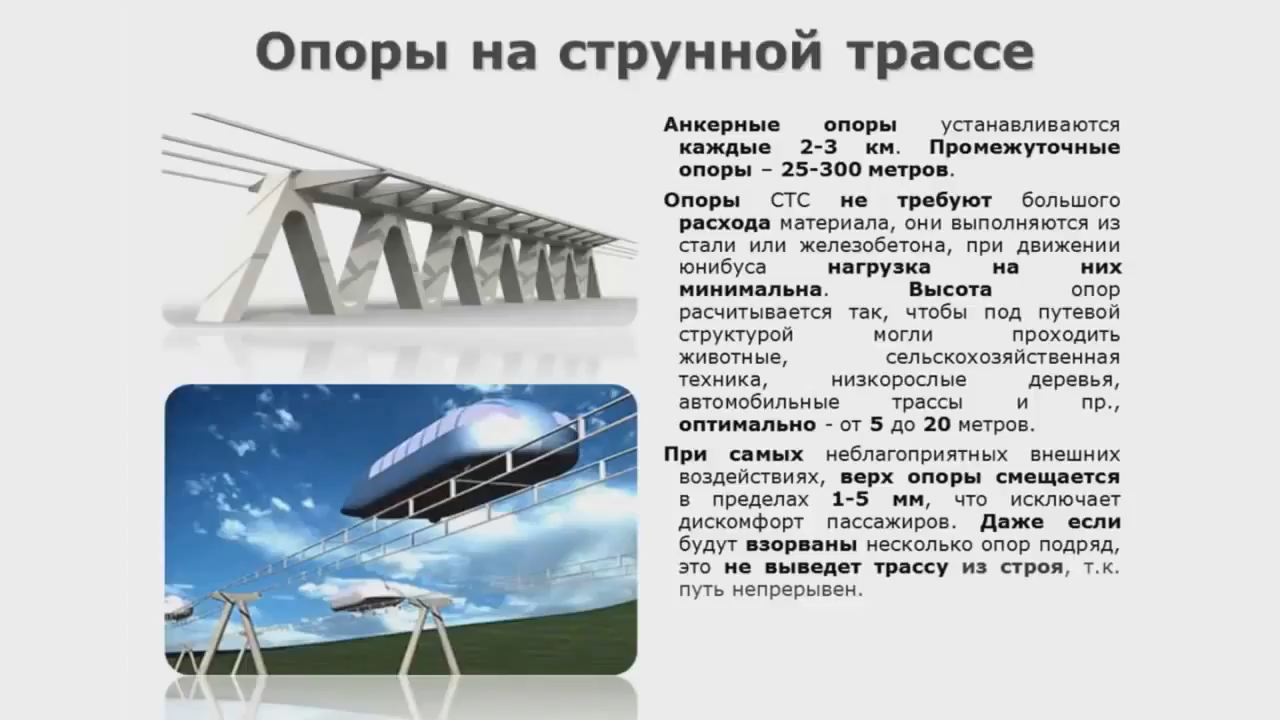 Опоры на струнной трассе
Анкерные опоры устанавливаются
каждые 2-3 км. Промежуточные
опоры – 25-300 метров.
Опоры СТС не требуют большого
расхода материала, они выполняются из
стали или железобетона, при движении
юнибуса нагрузка на них
минимальна. Высота опор
расчитывается так, чтобы под путевой
структурой могли проходить
животные, сельскохозяйственная
техника, низкорослые деревья,
автомобильные трассы и пр.,
оптимально - от 5 до 20 метров.
При самых неблагоприятных внешних
воздействиях, верх опоры смещается
в пределах 1-5 мм, что исключает
дискомфорт пассажиров. Даже если
будут взорваны несколько опор подряд,
это не выведет трассу из строя, т.к.
путь непрерывен.